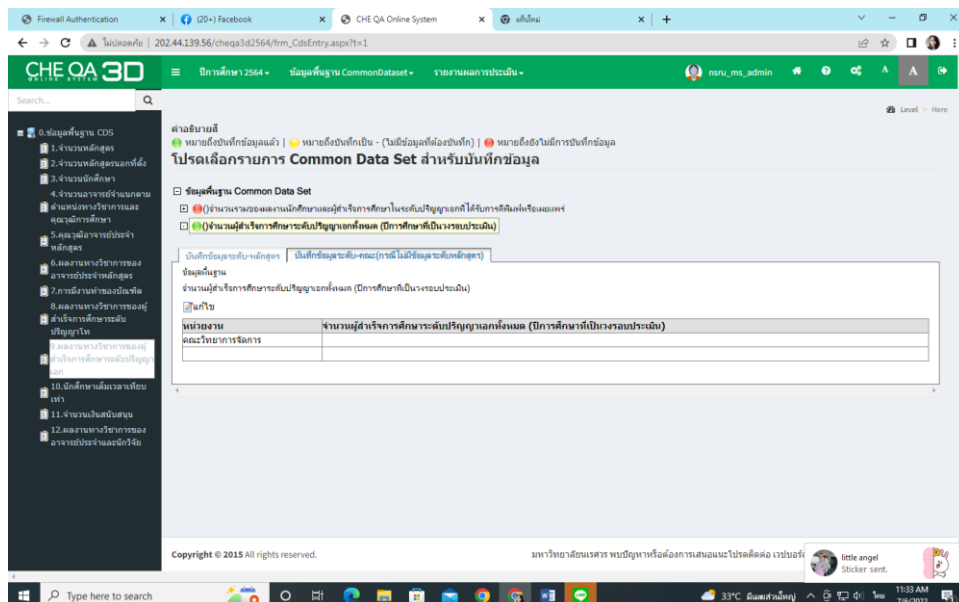 Firewall Authentication
(20+) Facebook
CHE QA Online System
แท็บใหม่
ไม่ปลอดภัย | 202.44.139.56/cheqa3d2564/frm_CdsEntry.aspx?t=1
CHE QA 3D
ONLINE SYSTEM
ปีการศึกษา 2564
ข้อมูลพื้นฐาน CommonDataset
รายงานผลการประเมิน
nsru_ms_admin
A
A
Search...
Level > Here
0.ข้อมูลพื้นฐาน CDS
1.จำนวนหลักสูตร
2.จำนวนหลักสูตรนอกที่ตั้ง
3.จำนวนนักศึกษา
4.จำนวนอาจารย์จำแนกตาม
ตำแหน่งทางวิชาการและ
คุณวุฒิการศึกษา
5.คุณวุฒิอาจารย์ประจำ
หลักสูตร
6.ผลงานทางวิชาการของ
อาจารย์ประจำหลักสูตร
7.การมีงานทำของบัณฑิต
8.ผลงานทางวิชาการของผู้
สำเร็จการศึกษาระดับ
ปริญญาโท
9.ผลงานทางวิชาการของผู้
สำเร็จการศึกษาระดับปริญญา
เอก
10.นักศึกษาเต็มเวลาเทียบ
เท่า
11.จำนวนเงินสนับสนุน
12.ผลงานทางวิชาการของ
อาจารย์ประจำและนักวิจัย
คำอธิบายสี
หมายถึงบันทึกข้อมูลแล้ว | หมายถึงบันทึกเป็น - (ไม่มีข้อมูลที่ต้องบันทึก) | หมายถึงยังไม่มีการบันทึกข้อมูล
โปรดเลือกรายการ Common Data Set สำหรับบันทึกข้อมูล
ข้อมูลพื้นฐาน Common Data Set
()จำนวนรวมของผลงานนักศึกษาและผู้สำเร็จการศึกษาในระดับปริญญาเอกที่ได้รับการตีพิมพ์หรือเผยแพร่
()จำนวนผู้สำเร็จการศึกษาระดับปริญญาเอกทั้งหมด (ปีการศึกษาที่เป็นวงรอบประเมิน)
บันทึกข้อมูลระดับ-หลักสูตร
บันทึกข้อมูลระดับ-คณะ(กรณีไม่มีข้อมูลระดับหลักสูตร)
ข้อมูลพื้นฐาน
จำนวนผู้สำเร็จการศึกษาระดับปริญญาเอกทั้งหมด (ปีการศึกษาที่เป็นวงรอบประเมิน)
แก้ไข
หน่วยงาน
จำนวนผู้สำเร็จการศึกษาระดับปริญญาเอกทั้งหมด (ปีการศึกษาที่เป็นวงรอบประเมิน)
คณะวิทยาการจัดการ
Copyright © 2015 All rights reserved.
มหาวิทยาลัยนเรศวร พบปัญหาหรือต้องการเสนอแนะโปรดติดต่อ เวปบอร์ด
little angel
Sticker sent.
Type here to search
33°C มีแดดส่วนใหญ่
ไทย
11:33 AM
7/6/2022